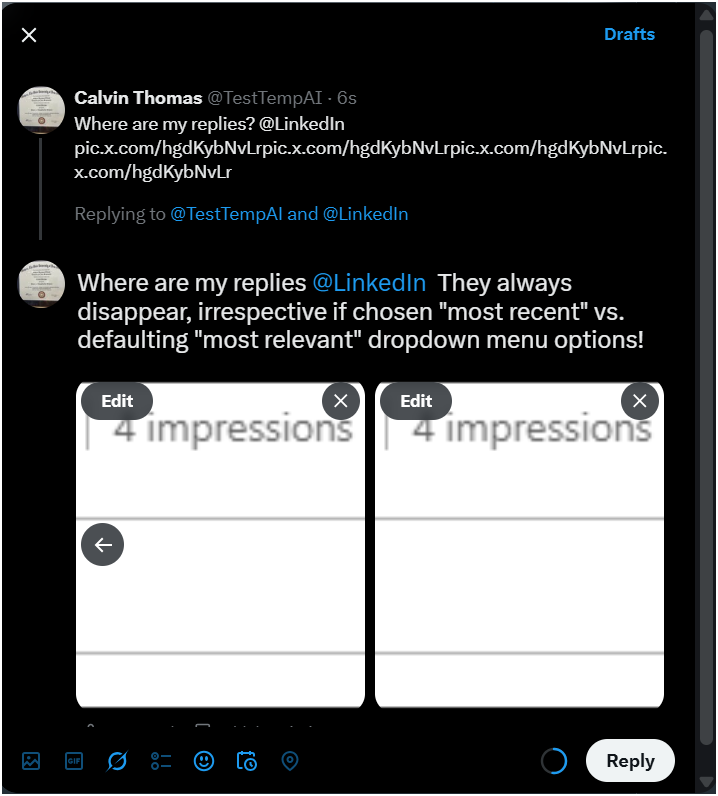 Drafts
Calvin Thomas @TestTempAI · 6s
Where are my replies? @LinkedIn
pic.x.com/hgdKybNvLrpic.x.com/hgdKybNvLrpic.x.com/hgdKybNvLrpic.
x.com/hgdKybNvLr
Replying to @TestTempAI and @LinkedIn
Where are my replies @LinkedIn  They always
disappear, irrespective if chosen "most recent" vs.
defaulting "most relevant" dropdown menu options!
Edit
Edit
4 impressions
4 impressions
GIF
Reply